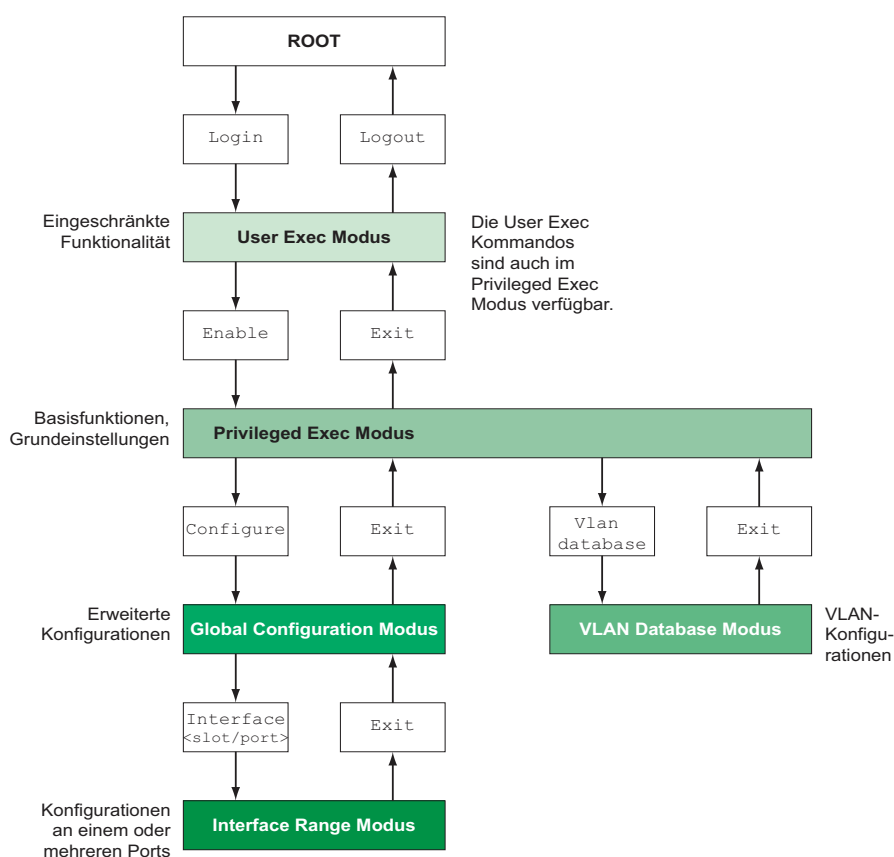 ROOT
Login
Logout
Eingeschränkte
Funktionalität
User Exec Modus
Die User Exec
Kommandos
sind auch im
Privileged Exec
Modus verfügbar.
Enable
Exit
Basisfunktionen,
Grundeinstellungen
Privileged Exec Modus
Configure
Exit
Vlan
database
Exit
Erweiterte
Konfigurationen
Global Configuration Modus
VLAN Database Modus
VLAN-
Konfigu-
rationen
Interface
<slot/port>
Exit
Konfigurationen
an einem oder
mehreren Ports
Interface Range Modus